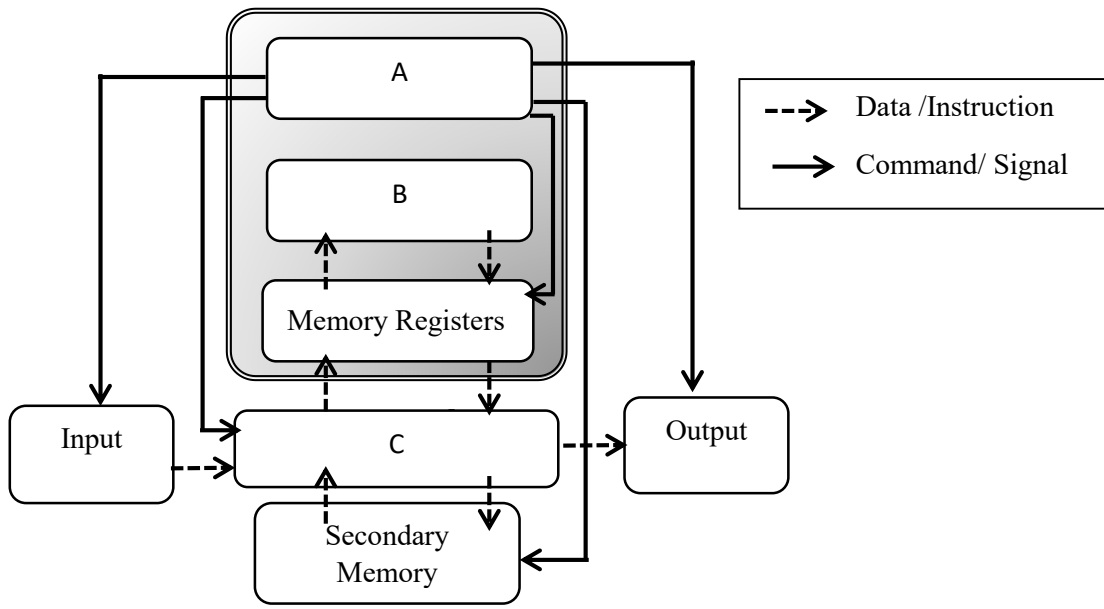 A
B
Memory Registers
Input
C
Output
Secondary
Memory
Data /Instruction
Command/ Signal